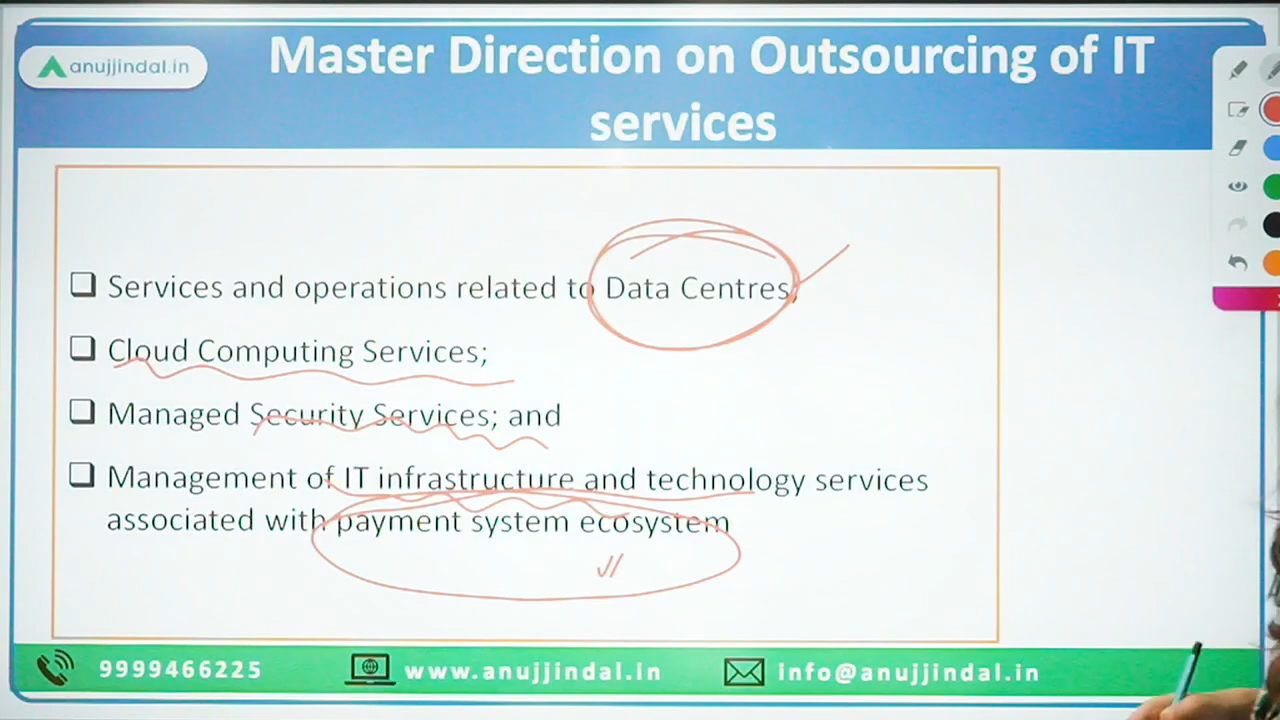 anujjindal.in
Master Direction on Outsourcing of IT
services
Services and operations related to Data Centres;
Cloud Computing Services;
Managed Security Services; and
Management of IT infrastructure and technology services
associated with payment system ecosystem
9999466225
www.anujjindal.in
info@anujjindal.in